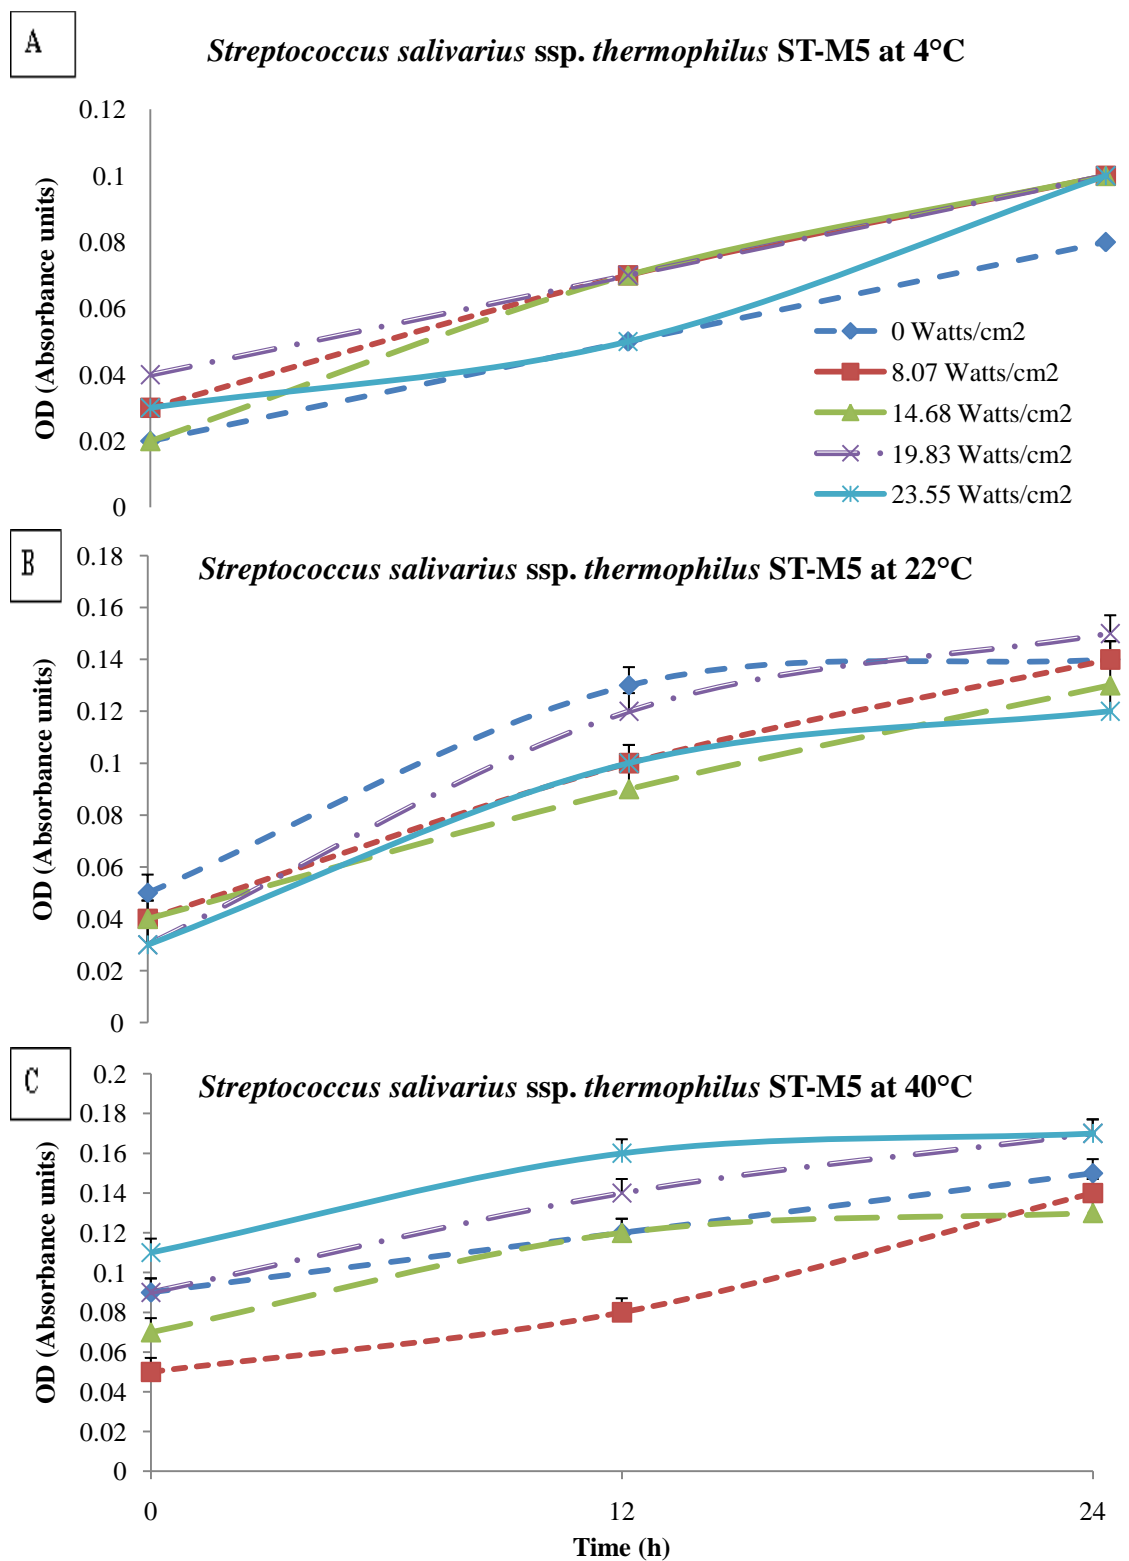 A
Streptococcus salivarius ssp. thermophilus ST-M5 at 4°C
OD (Absorbance units)
0.12
0.1
0.08
0.06
0.04
0.02
0
0 Watts/cm2
8.07 Watts/cm2
14.68 Watts/cm2
19.83 Watts/cm2
23.55 Watts/cm2
B
Streptococcus salivarius ssp. thermophilus ST-M5 at 22°C
OD (Absorbance units)
0.18
0.16
0.14
0.12
0.1
0.08
0.06
0.04
0.02
0
C
Streptococcus salivarius ssp. thermophilus ST-M5 at 40°C
OD (Absorbance units)
0.2
0.18
0.16
0.14
0.12
0.1
0.08
0.06
0.04
0.02
0
0 12 24
Time (h)